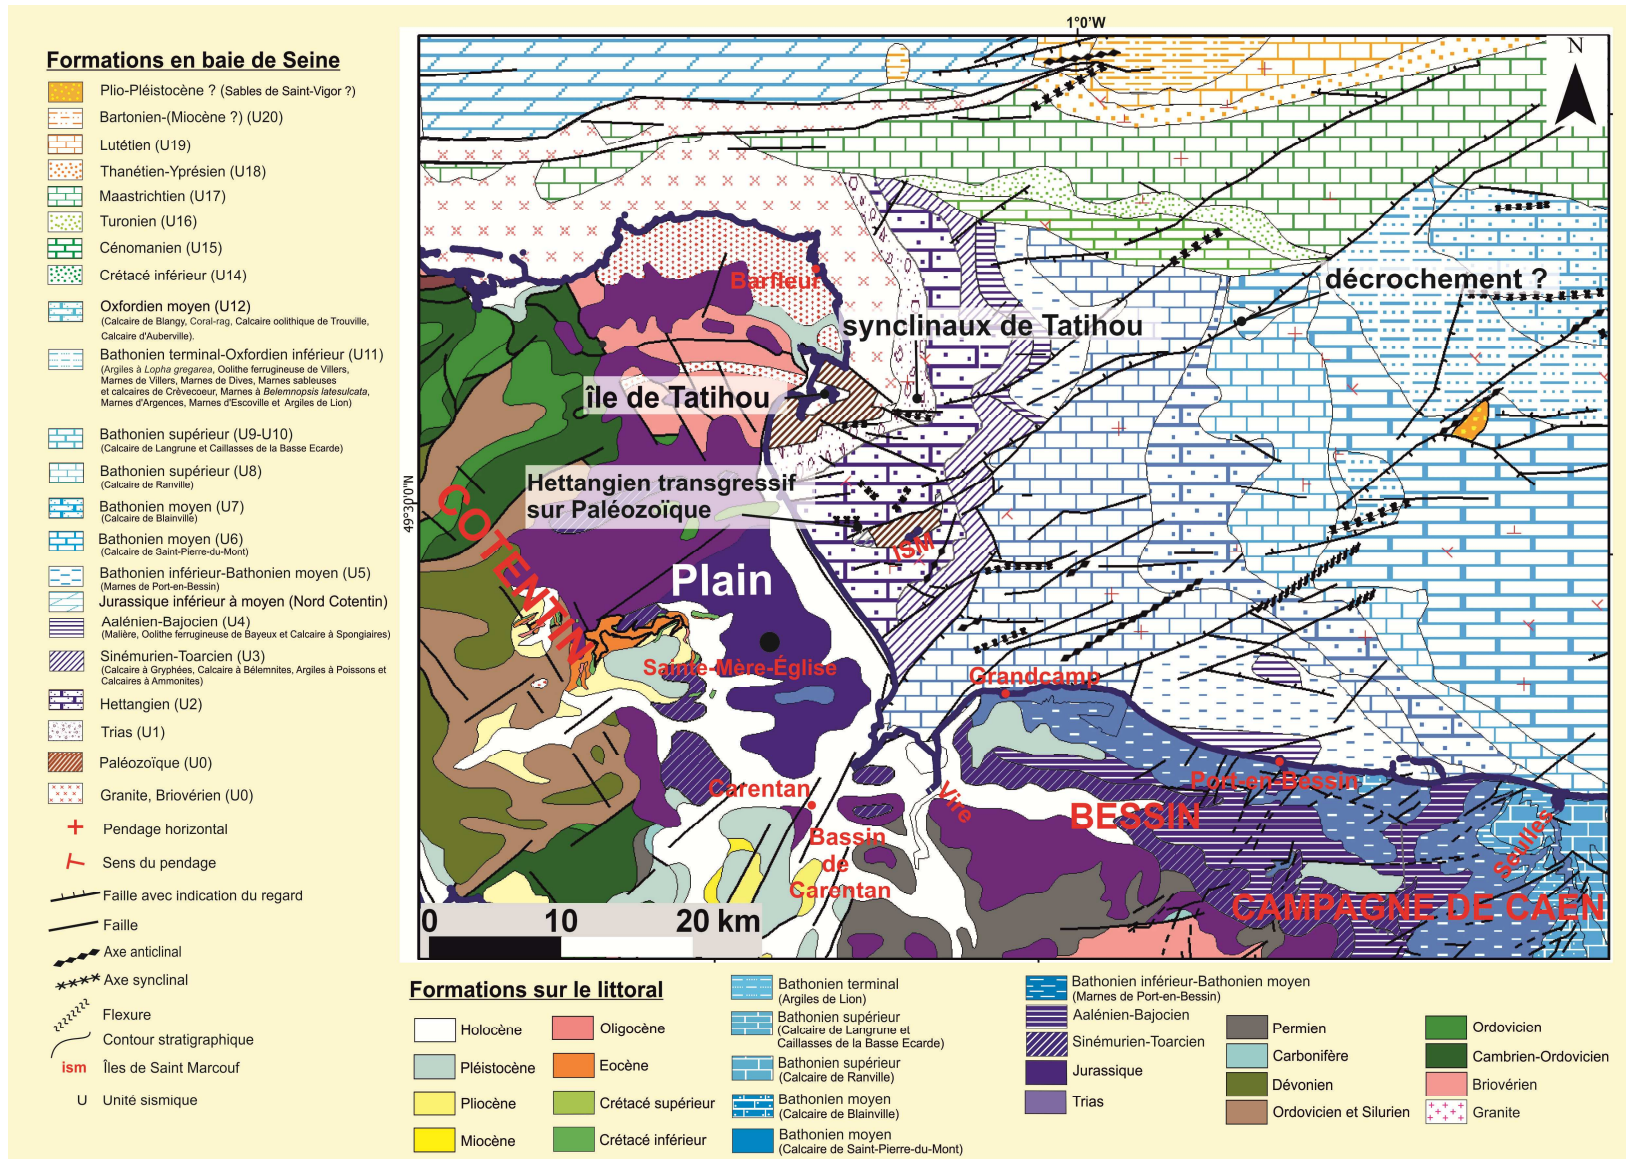 Formations en baie de Seine
Plio-Pléistocène ? (Sables de Saint-Vigor ?)
Bartonien-(Miocène ?) (U20)
Lutétien (U19)
Thanétien-Yprésien (U18)
Maastrichtien (U17)
Turonien (U16)
Cénomanien (U15)
Crétacé inférieur (U14)
Oxfordien moyen (U12)
(Calcaire de Blangy, Coral-rag, Calcaire oolithique de Trouville,
Calcaire d'Auberville).
Bathonien terminal-Oxfordien inférieur (U11)
(Argiles à Lopha gregarea, Oolithe ferrugineuse de Villers,
Marnes de Villers, Marnes de Dives, Marnes sableuses
et calcaires de Crèvecoeur, Marnes à Belemnopsis latesulcata,
Marnes d'Argences, Marnes d'Escoville et Argiles de Lion)
Bathonien supérieur (U9-U10)
(Calcaire de Langrune et Caillasses de la Basse Ecarde)
Bathonien supérieur (U8)
(Calcaire de Ranville)
Bathonien moyen (U7)
(Calcaire de Blainville)
Bathonien moyen (U6)
(Calcaire de Saint-Pierre-du-Mont)
Bathonien inférieur-Bathonien moyen (U5)
(Marnes de Port-en-Bessin)
Jurassique inférieur à moyen (Nord Cotentin)
Aalénien-Bajocien (U4)
(Malière, Oolithe ferrugineuse de Bayeux et Calcaire à Spongiaires)
Sinémurien-Toarcien (U3)
(Calcaire à Gryphées, Calcaire à Bélemnites, Argiles à Poissons et
Calcaires à Ammonites)
Hettangien (U2)
Trias (U1)
Paléozoïque (U0)
Granite, Briovérien (U0)
Pendage horizontal
Sens du pendage
Faille avec indication du regard
Faille
Axe anticlinal
Axe synclinal
Flexure
Contour stratigraphique
ism Îles de Saint Marcouf
U Unité sismique
1°0'W
N
49°30'0"N
Barfleur
décrochement ?
synclinaux de Tatihou
île de Tatihou
Hettangien transgressif
sur Paléozoïque
COTENTIN
ISM
Plain
Sainte-Mère-Église
Grandcamp
Port-en-Bessin
Carentan
Vire
BESSIN
Bassin
de
Carentan
Seulles
CAMPAGNE DE CAEN
0 10 20 km
Formations sur le littoral
Holocène
Pléistocène
Pliocène
Miocène
Oligocène
Eocène
Crétacé supérieur
Crétacé inférieur
Bathonien terminal
(Argiles de Lion)
Bathonien supérieur
(Calcaire de Langrune et
Caillasses de la Basse Ecarde)
Bathonien supérieur
(Calcaire de Ranville)
Bathonien moyen
(Calcaire de Blainville)
Bathonien moyen
(Calcaire de Saint-Pierre-du-Mont)
Bathonien inférieur-Bathonien moyen
(Marnes de Port-en-Bessin)
Aalénien-Bajocien
Sinémurien-Toarcien
Jurassique
Trias
Permien
Carbonifère
Dévonien
Ordovicien et Silurien
Ordovicien
Cambrien-Ordovicien
Briovérien
Granite